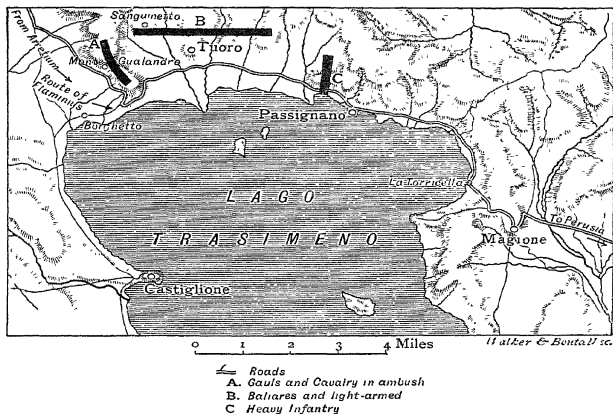 Sanguinetto
B
From Arretium
A
Tuoro
Monte Gualandro
Route of
Flaminius
C
Borghetto
Passignano
La Torricella
LAGO
TRASIMENO
To Perusia
Magione
Castiglione
Walker & Boutall sc.
0 1 2 3 4 Miles
Roads
A. Gauls and Cavalry in ambush
B. Baliares and light-armed
C Heavy Infantry